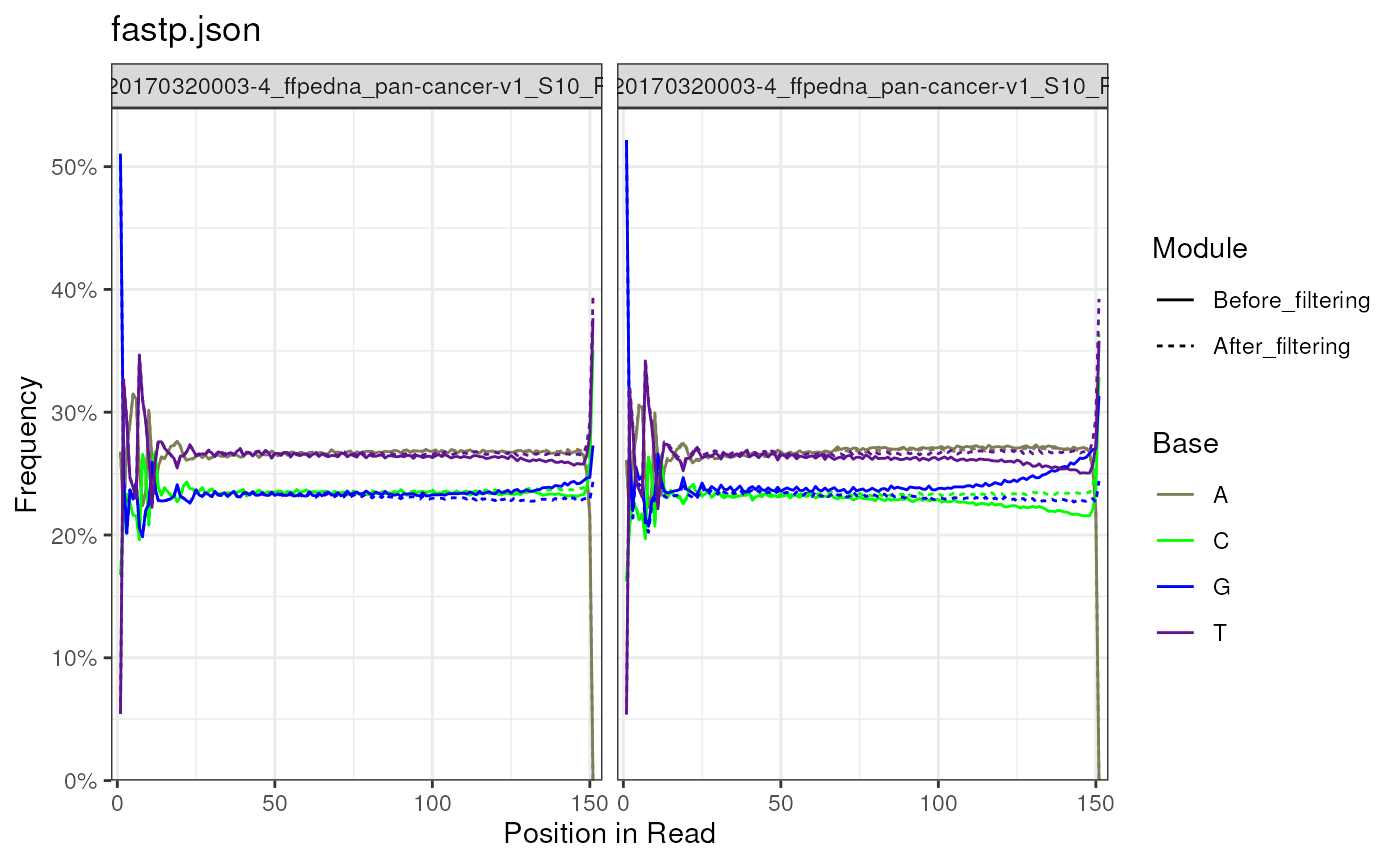 fastp.json
20170320003-4_ffpedna_pan-cancer-v1_S10_
20170320003-4_ffpedna_pan-cancer-v1_S10_
50%
40%
30%
20%
10%
0%
Frequency
0 50 100 150
0 50 100 150
Position in Read
Module
Before_filtering
After_filtering
Base
A
C
G
T